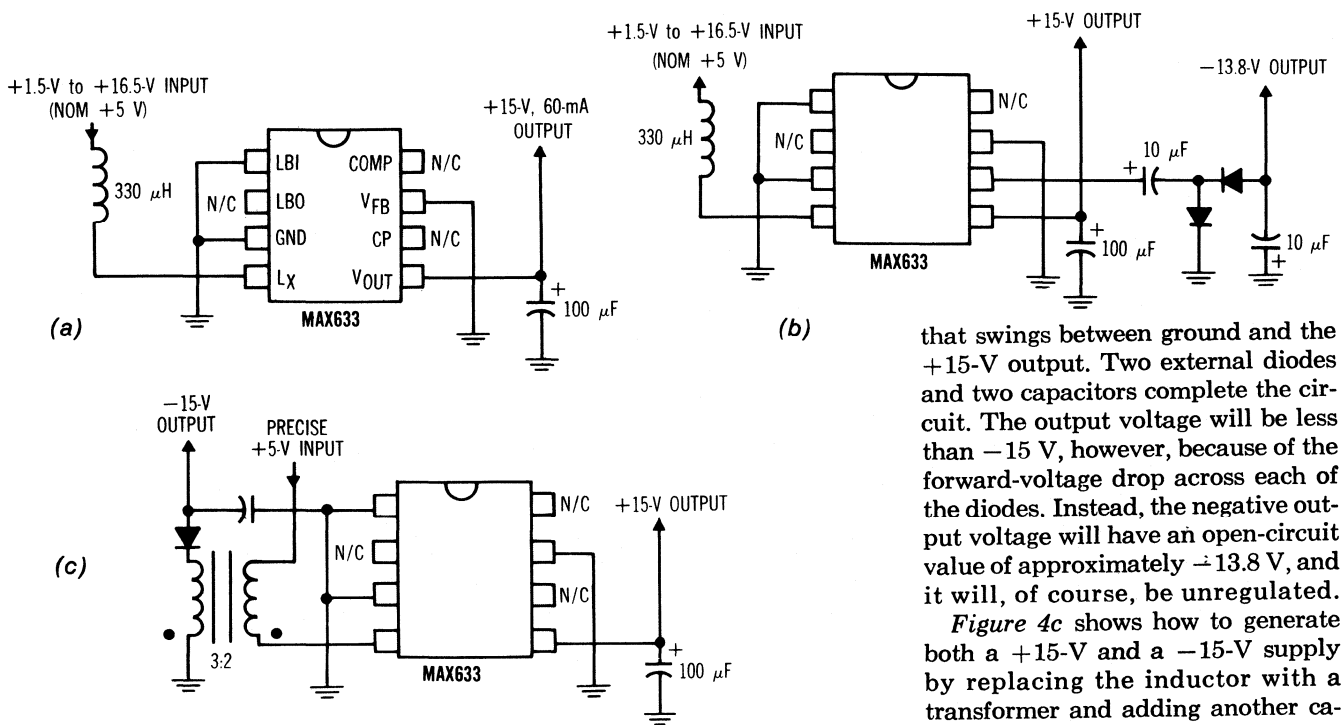 +1.5-V to +16.5-V INPUT
(NOM +5 V)
330 μH
+15-V, 60-mA
OUTPUT
LBI
COMP
N/C
N/C
LBO
VFB
GND
CP
N/C
LX
VOUT
+
100 μF
MAX633
(a)
+1.5-V to +16.5-V INPUT
(NOM +5 V)
330 μH
+15-V OUTPUT
-13.8-V OUTPUT
N/C
N/C
10 μF
+
+
100 μF
10 μF
+
MAX633
(b)
-15-V
OUTPUT
PRECISE
+5-V INPUT
+15-V OUTPUT
N/C
N/C
N/C
3:2
+
100 μF
MAX633
(c)
that swings between ground and the
+15-V output. Two external diodes
and two capacitors complete the cir-
cuit. The output voltage will be less
than -15 V, however, because of the
forward-voltage drop across each of
the diodes. Instead, the negative out-
put voltage will have an open-circuit
value of approximately -13.8 V, and
it will, of course, be unregulated.
Figure 4c shows how to generate
both a +15-V and a -15-V supply
by replacing the inductor with a
transformer and adding another ca-